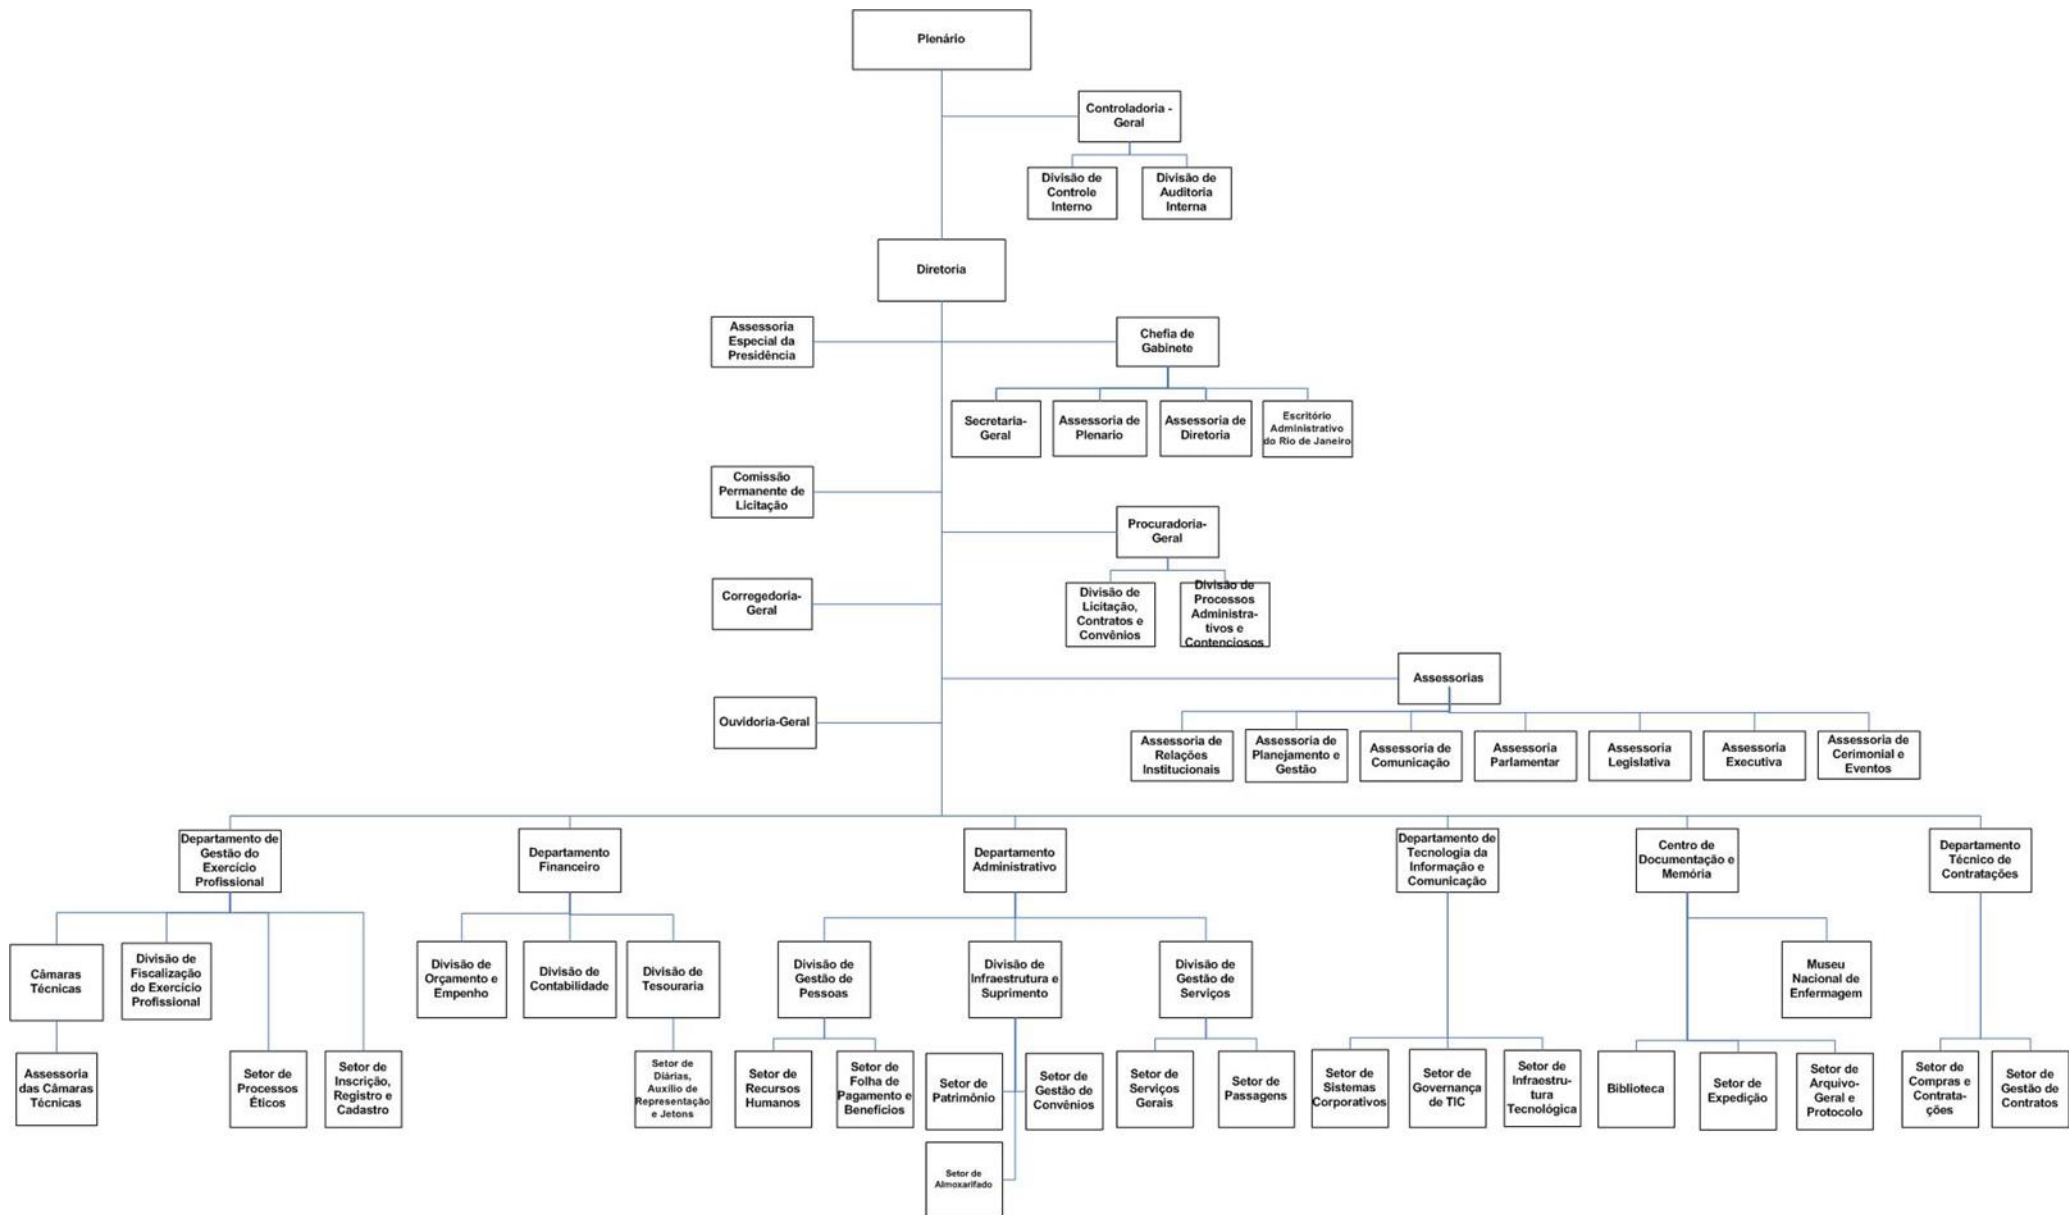 Plenário
Controladoria -
Geral
Divisão de
Controle
Interno
Divisão de
Auditoria
Interna
Diretoria
Assessoria
Especial da
Presidência
Chefia de
Gabinete
Secretaria-
Geral
Assessoria de
Plenario
Assessoria de
Diretoria
Escritório
Administrativo
do Rio de Janeiro
Comissão
Permanente de
Licitação
Procuradoria-
Geral
Divisão de
Licitação,
Contratos e
Convênios
Divisão de
Processos
Administra-
tivos e
Contenciosos
Corregedoria-
Geral
Assessorias
Ouvidoria-Geral
Assessoria de
Relações
Institucionais
Assessoria de
Planejamento e
Gestão
Assessoria de
Comunicação
Assessoria
Parlamentar
Assessoria
Legislativa
Assessoria
Executiva
Assessoria de
Cerimonial e
Eventos
Departamento de
Gestão do
Exercício
Profissional
Departamento
Financeiro
Departamento
Administrativo
Departamento de
Tecnologia da
Informação e
Comunicação
Centro de
Documentação e
Memória
Departamento
Técnico de
Contratações
Câmaras
Técnicas
Divisão de
Fiscalização
do Exercício
Profissional
Divisão de
Orçamento e
Empenho
Divisão de
Contabilidade
Divisão de
Tesouraria
Divisão de
Gestão de
Pessoas
Divisão de
Infraestrutura e
Suprimento
Divisão de
Gestão de
Serviços
Museu
Nacional de
Enfermagem
Assessoria
das Câmaras
Técnicas
Setor de
Processos
Éticos
Setor de
Inscrição,
Registro e
Cadastro
Setor de
Diárias,
Auxílio de
Representação
e Jetons
Setor de
Recursos
Humanos
Setor de
Folha de
Pagamento e
Benefícios
Setor de
Patrimônio
Setor de
Gestão de
Convênios
Setor de
Serviços
Gerais
Setor de
Passagens
Setor de
Sistemas
Corporativos
Setor de
Governança
de TIC
Setor de
Infraestru-
tura
Tecnológica
Biblioteca
Setor de
Expedição
Setor de
Arquivo-
Geral e
Protocolo
Setor de
Compras e
Contrata-
ções
Setor de
Gestão de
Contratos
Setor de
Almoxarifado